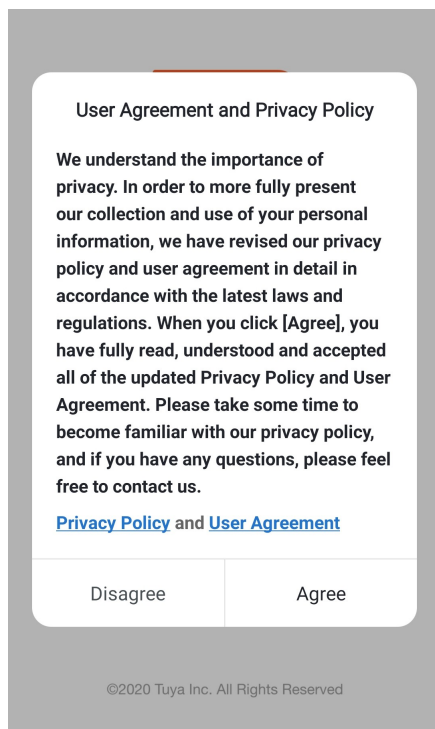 User Agreement and Privacy Policy
We understand the importance of
privacy. In order to more fully present
our collection and use of your personal
information, we have revised our privacy
policy and user agreement in detail in
accordance with the latest laws and
regulations. When you click [Agree], you
have fully read, understood and accepted
all of the updated Privacy Policy and User
Agreement. Please take some time to
become familiar with our privacy policy,
and if you have any questions, please feel
free to contact us.
Privacy Policy and User Agreement
Disagree
Agree
©2020 Tuya Inc. All Rights Reserved